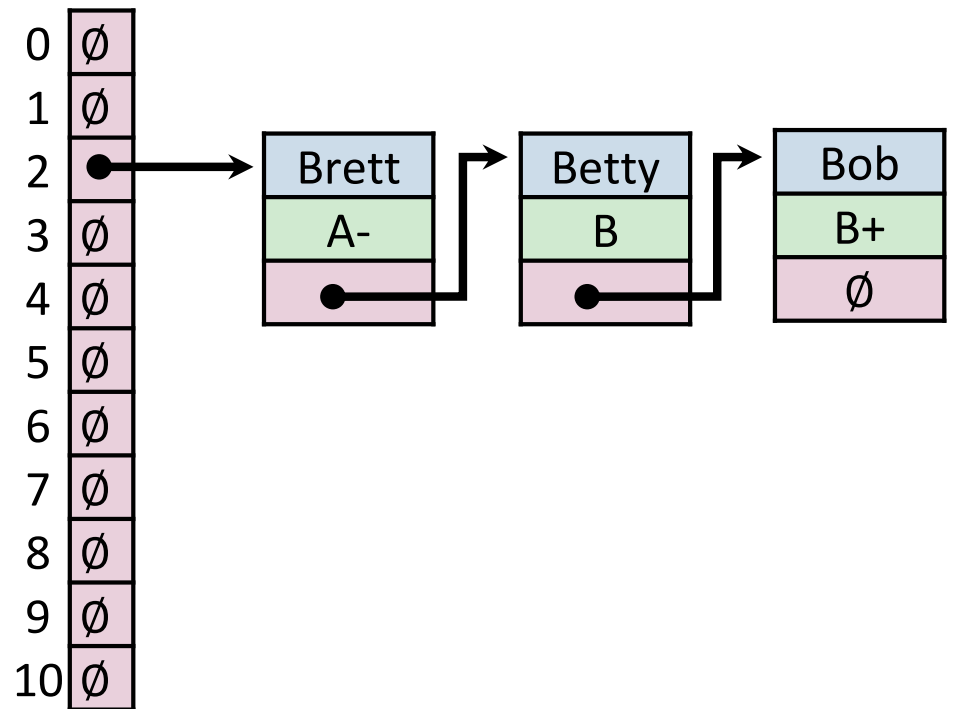 0 Ø
1 Ø
2 Brett Betty Bob
3 Ø A- B B+
4 Ø Ø
5 Ø
6 Ø
7 Ø
8 Ø
9 Ø
10 Ø